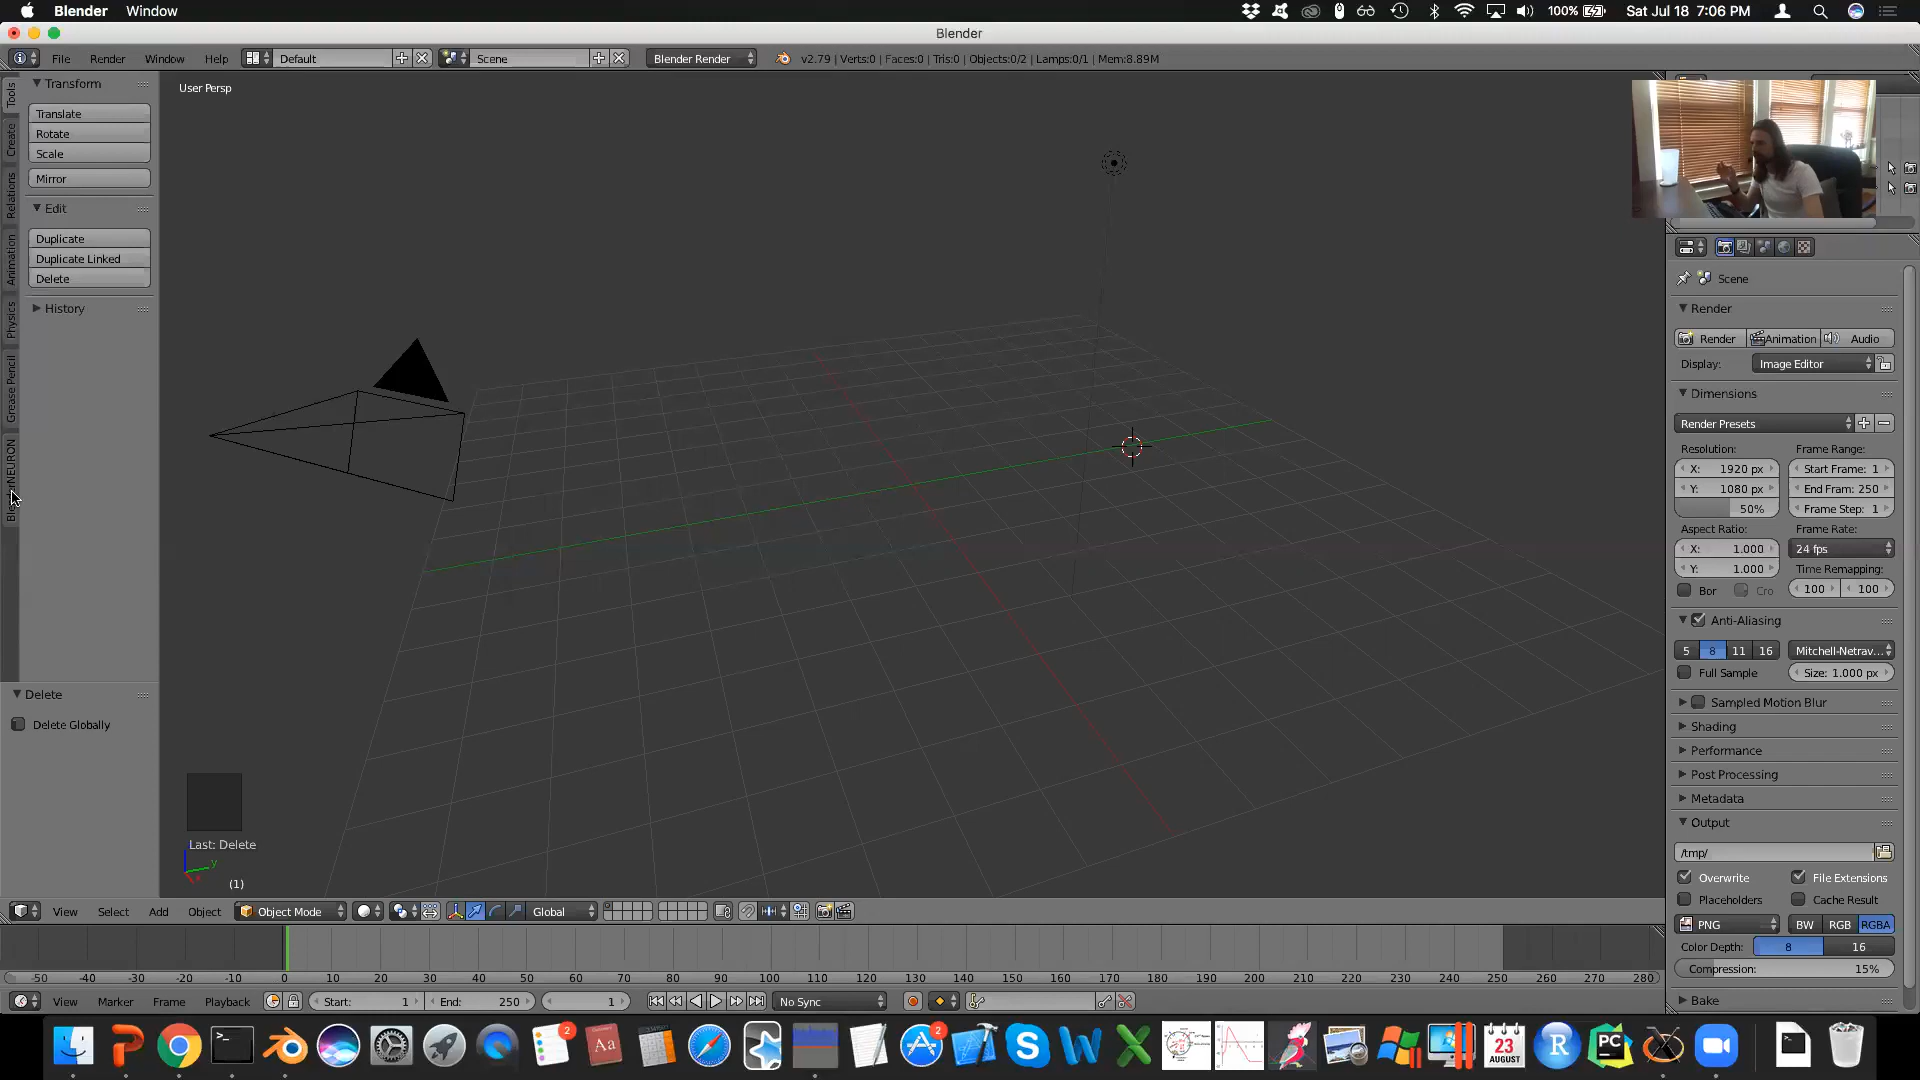 Blender Window 100% Sat Jul 18 7:06 PM
Blender
File Render Window Help Default Scene Blender Render v2.79 | Verts:0 | Faces:0 | Tris:0 | Objects:0/2 | Lamps:0/1 | Mem:8.89M
Tools
Create
Relations
Animation
Physics
Grease Pencil
Transform
Translate
Rotate
Scale
Mirror
Edit
Duplicate
Duplicate Linked
Delete
History
Delete
Delete Globally
User Persp
Last: Delete
y
(1)
Scene
Render
Render Animation Audio
Display: Image Editor
Dimensions
Render Presets
Resolution: Frame Range:
X: 1920 px Start Frame: 1
Y: 1080 px End Fram: 250
50% Frame Step: 1
Aspect Ratio: Frame Rate:
X: 1.000 24 fps
Y: 1.000 Time Remapping:
Bor Cro 100 100
Anti-Aliasing
5 8 11 16 Mitchell-Netrav...
Full Sample Size: 1.000 px
Sampled Motion Blur
Shading
Performance
Post Processing
Metadata
Output
/tmp/
Overwrite File Extensions
Placeholders Cache Result
PNG BW RGB RGBA
Color Depth: 8 16
Compression: 15%
Bake
View Select Add Object Object Mode Global
-50 -40 -30 -20 -10 0 10 20 30 40 50 60 70 80 90 100 110 120 130 140 150 160 170 180 190 200 210 220 230 240 250 260 270 280
View Marker Frame Playback Start: 1 End: 250 1 No Sync
2 Aa 2 AUGUST 23 R PC